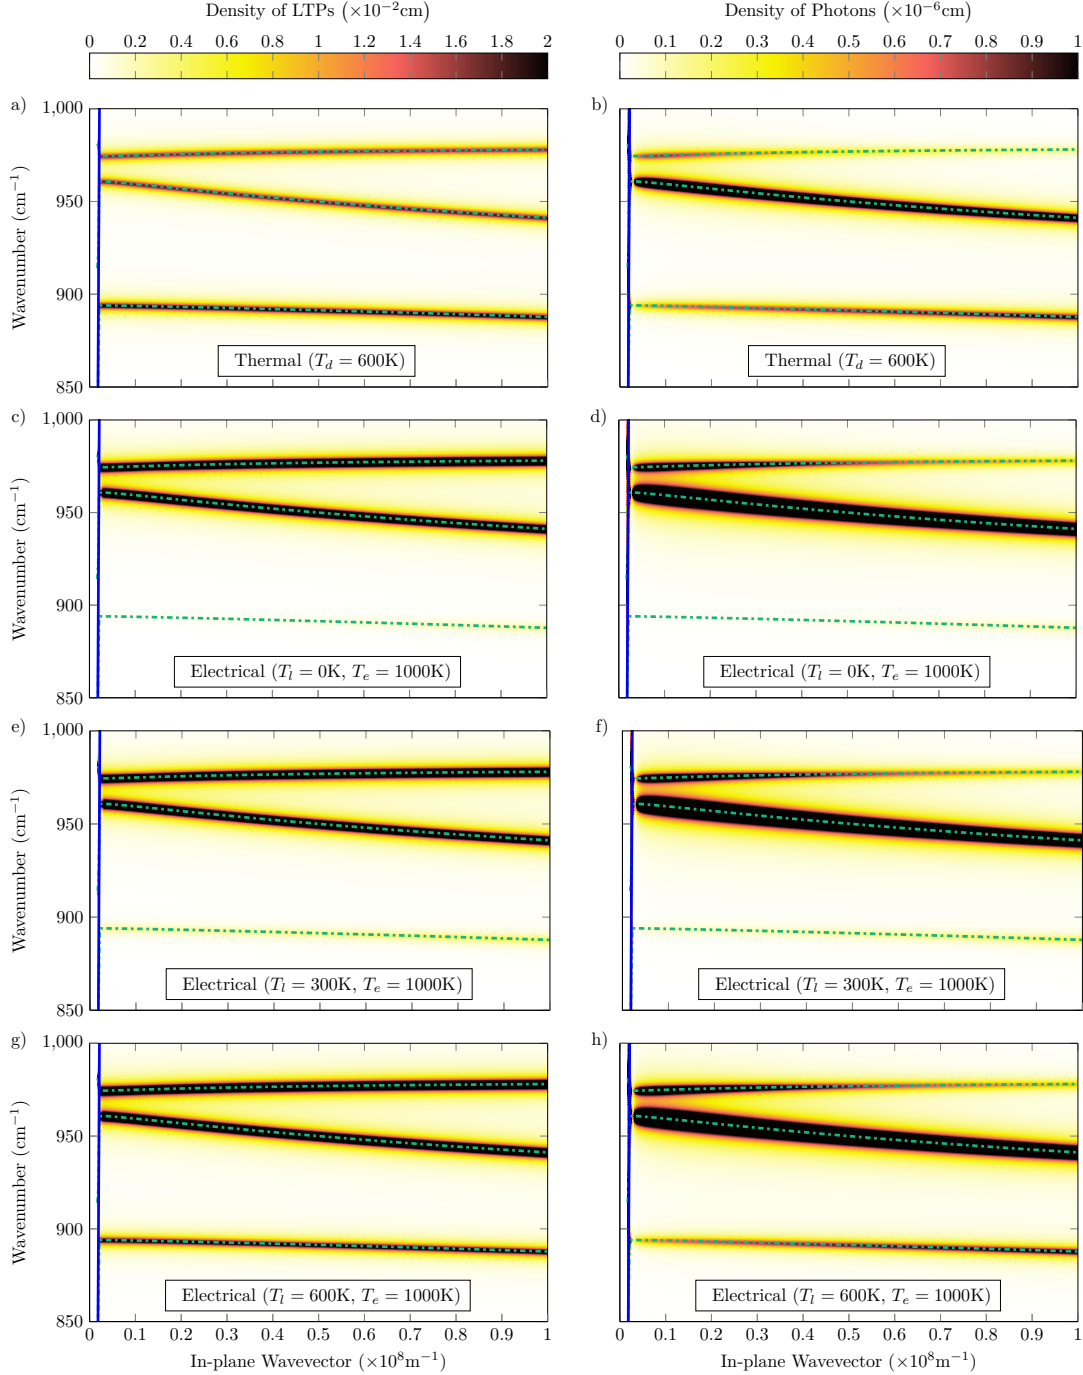 Density of LTPs (×10⁻²cm)
0 0.2 0.4 0.6 0.8 1 1.2 1.4 1.6 1.8 2
Density of Photons (×10⁻⁶cm)
0 0.1 0.2 0.3 0.4 0.5 0.6 0.7 0.8 0.9 1
a)
1,000
950
900
850
Wavenumber (cm⁻¹)
Thermal (T_d = 600K)
b)
Thermal (T_d = 600K)
c)
1,000
950
900
850
Wavenumber (cm⁻¹)
Electrical (T_l = 0K, T_e = 1000K)
d)
Electrical (T_l = 0K, T_e = 1000K)
e)
1,000
950
900
850
Wavenumber (cm⁻¹)
Electrical (T_l = 300K, T_e = 1000K)
f)
Electrical (T_l = 300K, T_e = 1000K)
g)
1,000
950
900
850
Wavenumber (cm⁻¹)
Electrical (T_l = 600K, T_e = 1000K)
0 0.1 0.2 0.3 0.4 0.5 0.6 0.7 0.8 0.9 1
In-plane Wavevector (×10⁸m⁻¹)
h)
Electrical (T_l = 600K, T_e = 1000K)
0 0.1 0.2 0.3 0.4 0.5 0.6 0.7 0.8 0.9 1
In-plane Wavevector (×10⁸m⁻¹)